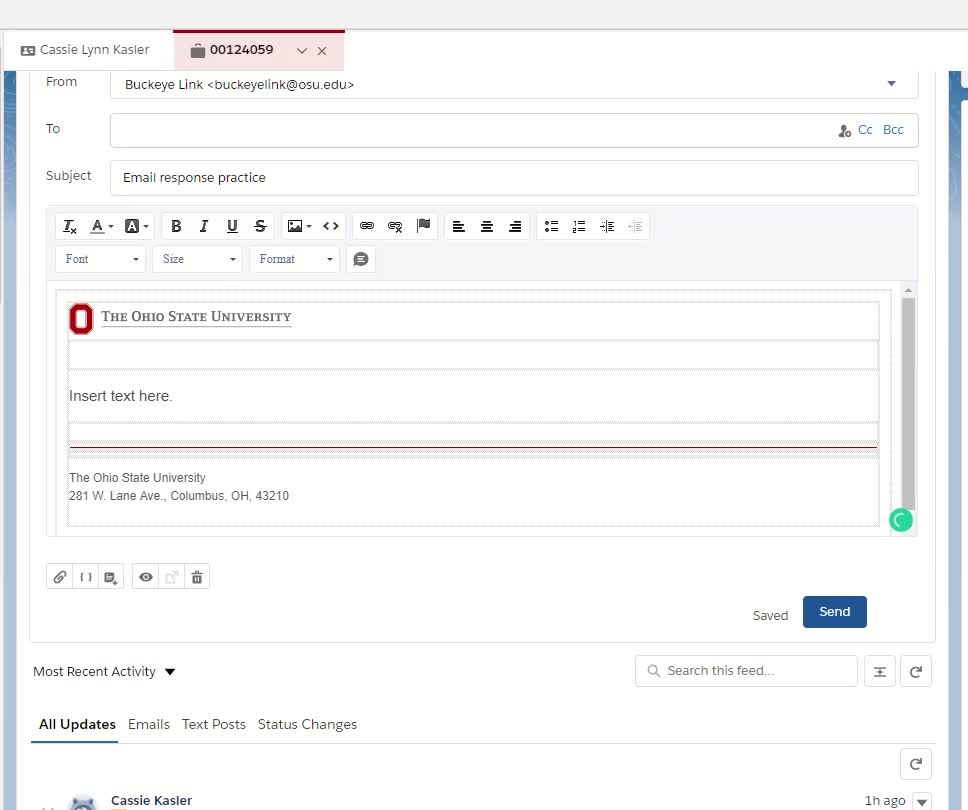 Cassie Lynn Kasler
00124059
From
Buckeye Link <buckeyelink@osu.edu>
To
Cc Bcc
Subject
Email response practice
Font
Size
Format
THE OHIO STATE UNIVERSITY
Insert text here.
The Ohio State University
281 W. Lane Ave., Columbus, OH, 43210
Saved
Send
Most Recent Activity
Search this feed...
All Updates Emails Text Posts Status Changes
Cassie Kasler
1h ago